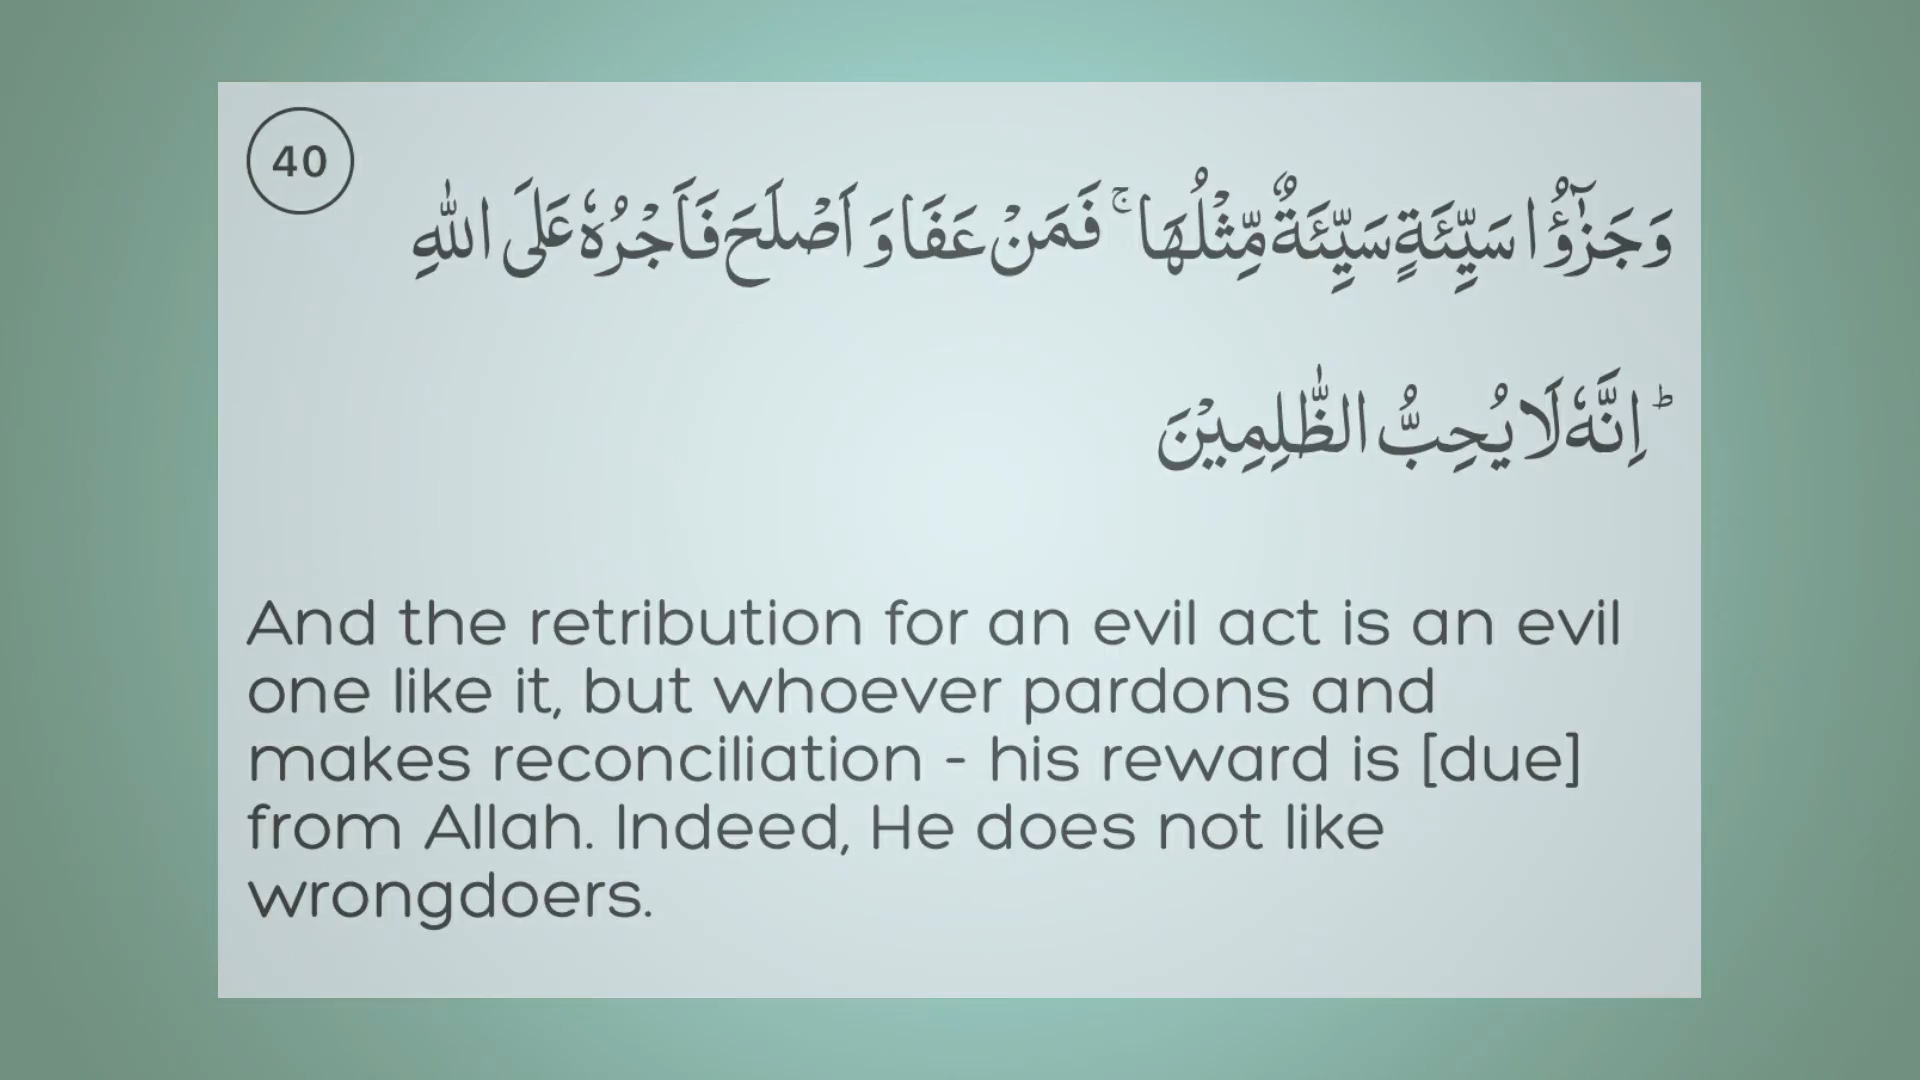 40
وَجَزٰٓؤُا سَيِّئَةٍ سَيِّئَةٌ مِّثْلُهَا ۚ فَمَنْ عَفَا وَ اَصْلَحَ فَاَجْرُهٗ عَلَى اللّٰهِ
ؕ اِنَّهٗ لَا يُحِبُّ الظّٰلِمِيْنَ
And the retribution for an evil act is an evil
one like it, but whoever pardons and
makes reconciliation - his reward is [due]
from Allah. Indeed, He does not like
wrongdoers.